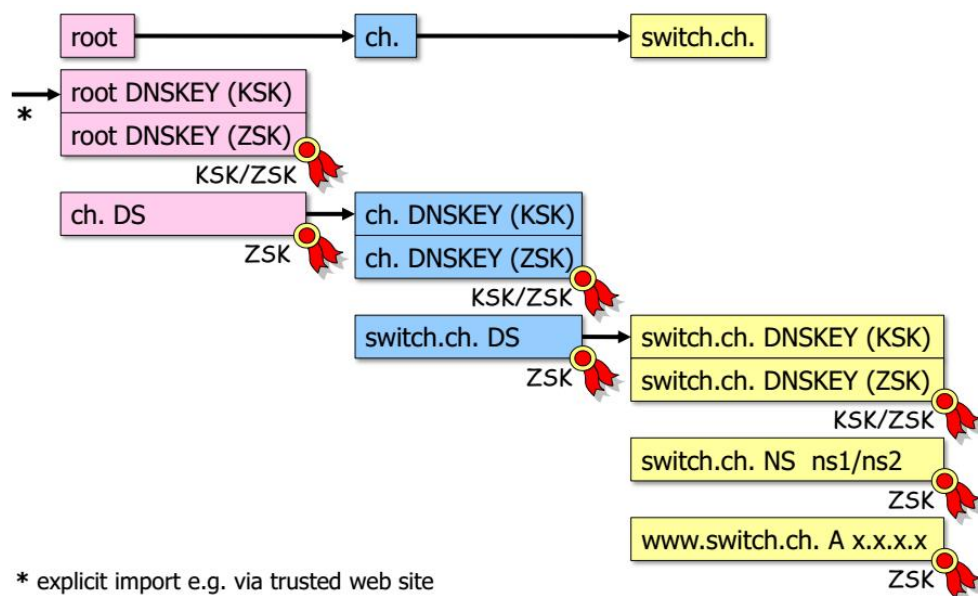 root
ch.
switch.ch.
*
root DNSKEY (KSK)
root DNSKEY (ZSK)
KSK/ZSK
ch. DS
ZSK
ch. DNSKEY (KSK)
ch. DNSKEY (ZSK)
KSK/ZSK
switch.ch. DS
ZSK
switch.ch. DNSKEY (KSK)
switch.ch. DNSKEY (ZSK)
KSK/ZSK
switch.ch. NS ns1/ns2
ZSK
www.switch.ch. A x.x.x.x
ZSK
* explicit import e.g. via trusted web site